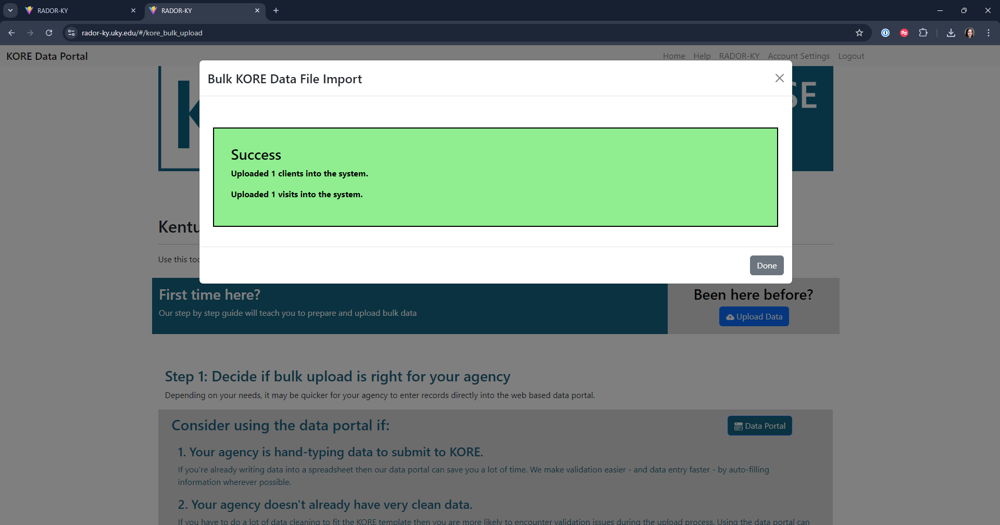 RADOR-KY
RADOR-KY
rador-ky.uky.edu/#/kore_bulk_upload
KORE Data Portal
Home Help RADOR-KY Account Settings Logout
Bulk KORE Data File Import
K
SE
Success
Uploaded 1 clients into the system.
Uploaded 1 visits into the system.
Kentu
Use this too
Done
First time here?
Our step by step guide will teach you to prepare and upload bulk data
Been here before?
Upload Data
Step 1: Decide if bulk upload is right for your agency
Depending on your needs, it may be quicker for your agency to enter records directly into the web based data portal.
Consider using the data portal if:
Data Portal
1. Your agency is hand-typing data to submit to KORE.
If you're already writing data into a spreadsheet then our data portal can save you a lot of time. We make validation easier - and data entry faster - by auto-filling
information wherever possible.
2. Your agency doesn't already have very clean data.
If you have to do a lot of data cleaning to fit the KORE template then you are more likely to encounter validation issues during the upload process. Using the data portal can